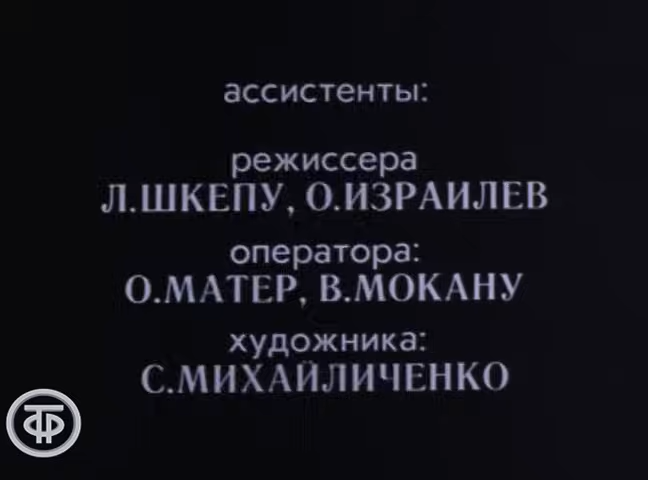 ассистенты:
режиссера
Л.ШКЕПУ, О.ИЗРАИЛЕВ
оператора:
О.МАТЕР, В.МОКАНУ
художника:
С.МИХАЙЛИЧЕНКО